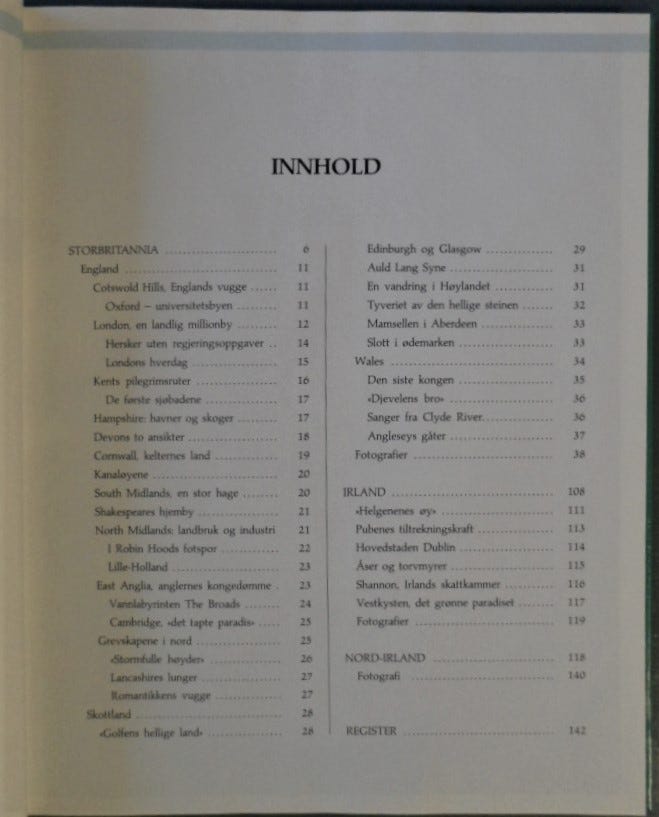 INNHOLD
STORBRITANNIA ........................ 6
England ................................ 11
Cotswold Hills, Englands vugge ...... 11
Oxford – universitetsbyen ......... 11
London, en landlig millionby ......... 12
Hersker uten regjeringsoppgaver .. 14
Londons hverdag ................... 15
Kents pilegrimsruter .................. 16
De første sjøbadene ................ 17
Hampshire: havner og skoger ......... 17
Devons to ansikter .................... 18
Cornwall, kelternes land .............. 19
Kanaløyene ............................ 20
South Midlands, en stor hage ........ 20
Shakespeares hjemby .................. 21
North Midlands: landbruk og industri 21
I Robin Hoods fotspor ............. 22
Lille-Holland ........................ 23
East Anglia, anglernes kongedømme . 23
Vannlabyrinten The Broads ........ 24
Cambridge, «det tapte paradis» ..... 25
Grevskapene i nord ................... 25
«Stormfulle høyder» ................ 26
Lancashires lunger .................. 27
Romantikkens vugge ............... 27
Skottland ................................ 28
«Golfens hellige land» ................ 28
Edinburgh og Glasgow ............... 29
Auld Lang Syne ....................... 31
En vandring i Høylandet ............. 31
Tyveriet av den hellige steinen ....... 32
Mamsellen i Aberdeen ................ 33
Slott i ødemarken ..................... 33
Wales .................................... 34
Den siste kongen ...................... 35
«Djevelens bro» ........................ 36
Sanger fra Clyde River................ 36
Angleseys gåter ....................... 37
Fotografier ............................... 38
IRLAND ................................... 108
«Helgenenes øy» ......................... 111
Pubenes tiltrekningskraft ................ 113
Hovedstaden Dublin ..................... 114
Åser og torvmyrer ....................... 115
Shannon, Irlands skattkammer .......... 116
Vestkysten, det grønne paradiset ........ 117
Fotografier ............................... 119
NORD-IRLAND ........................... 118
Fotografi ................................ 140
REGISTER ................................. 142